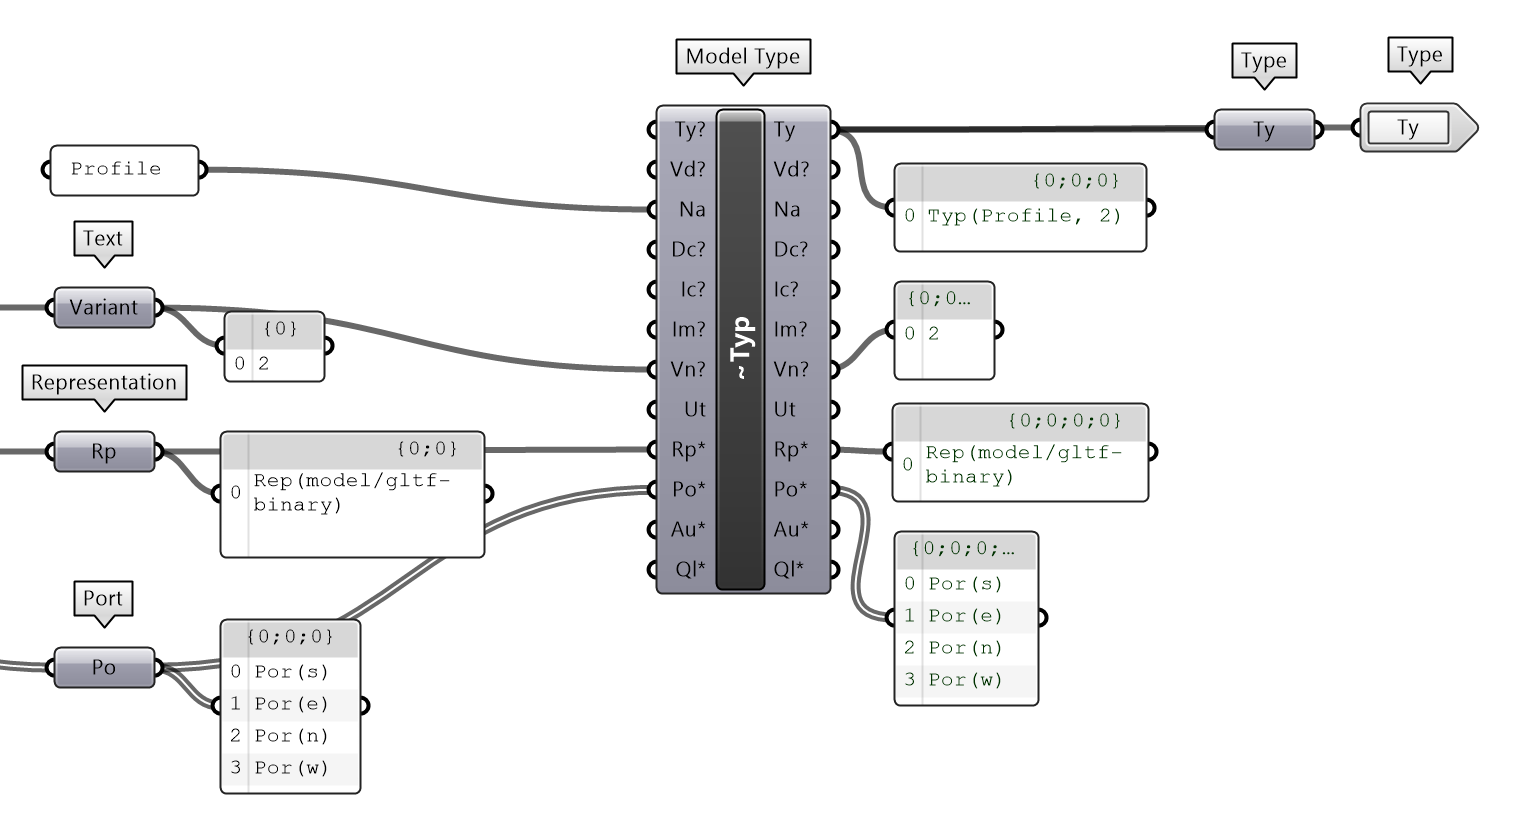 Model Type
Type
Type
Profile
Text
Variant
{0}
0 2
Representation
Rp
{0;0}
0 Rep(model/gltf-
binary)
Port
Po
{0;0;0}
0 Por(s)
1 Por(e)
2 Por(n)
3 Por(w)
Ty? Ty
Vd? Vd?
Na Na
Dc? Dc?
Ic? Ic?
Im? Im?
Vn? Vn?
Ut Ut
Rp* Rp*
Po* Po*
Au* Au*
Ql* Ql*
~Typ
{0;0;0}
0 Typ(Profile, 2)
{0;0…
0 2
{0;0;0;0}
0 Rep(model/gltf-
binary)
{0;0;0;…
0 Por(s)
1 Por(e)
2 Por(n)
3 Por(w)
Ty
Ty